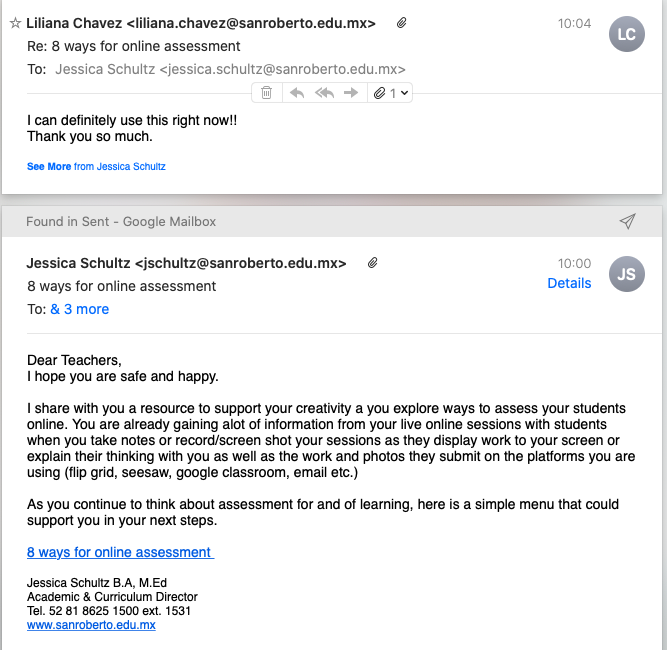 Liliana Chavez <liliana.chavez@sanroberto.edu.mx> 10:04
LC
Re: 8 ways for online assessment
To: Jessica Schultz <jessica.schultz@sanroberto.edu.mx>
1
I can definitely use this right now!!
Thank you so much.
See More from Jessica Schultz
Found in Sent - Google Mailbox
Jessica Schultz <jschultz@sanroberto.edu.mx> 10:00
JS
8 ways for online assessment Details
To: & 3 more
Dear Teachers,
I hope you are safe and happy.
I share with you a resource to support your creativity a you explore ways to assess your students
online. You are already gaining alot of information from your live online sessions with students
when you take notes or record/screen shot your sessions as they display work to your screen or
explain their thinking with you as well as the work and photos they submit on the platforms you are
using (flip grid, seesaw, google classroom, email etc.)
As you continue to think about assessment for and of learning, here is a simple menu that could
support you in your next steps.
8 ways for online assessment
Jessica Schultz B.A, M.Ed
Academic & Curriculum Director
Tel. 52 81 8625 1500 ext. 1531
www.sanroberto.edu.mx